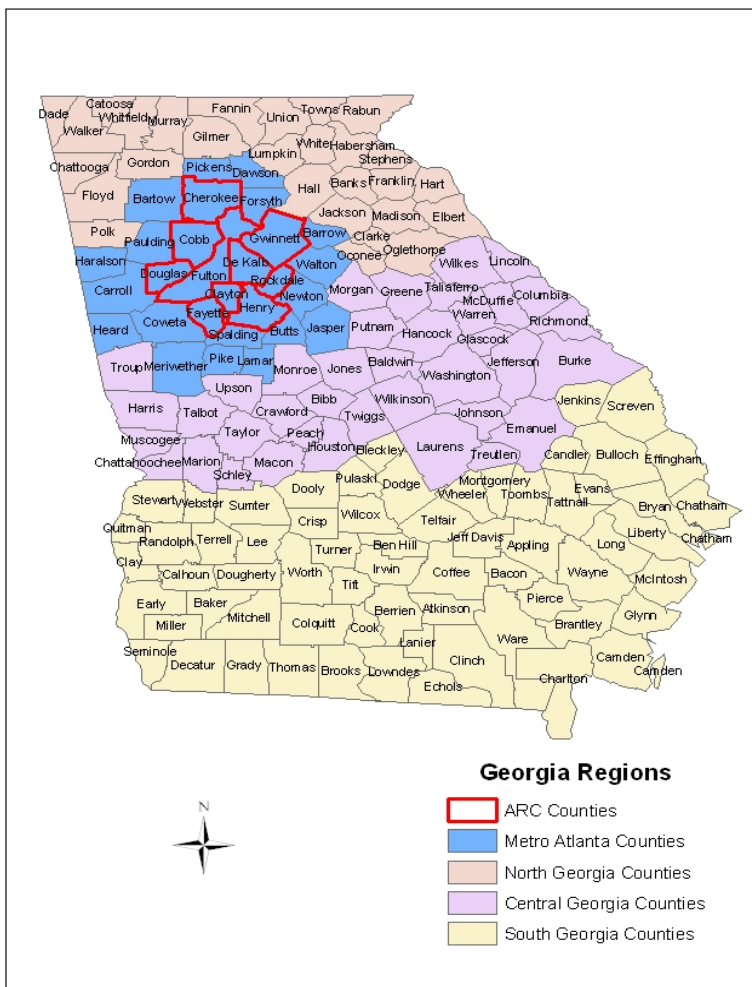 Dade
Catoosa
Whitfield
Walker
Murray
Fannin
Gilmer
Union
Towns
Rabun
White
Habersham
Stephens
Lumpkin
Chattooga
Gordon
Pickens
Dawson
Hall
Banks
Franklin
Hart
Floyd
Bartow
Cherokee
Forsyth
Jackson
Madison
Elbert
Polk
Paulding
Cobb
Gwinnett
Barrow
Clarke
Oconee
Oglethorpe
Haralson
Douglas
Fulton
De Kalb
Rockdale
Walton
Wilkes
Lincoln
Carroll
Clayton
Newton
Morgan
Greene
Taliaferro
McDuffie
Columbia
Warren
Richmond
Heard
Coweta
Fayette
Henry
Spalding
Butts
Jasper
Putnam
Hancock
Glascock
Troup
Meriwether
Pike
Lamar
Monroe
Jones
Baldwin
Washington
Jefferson
Burke
Upson
Harris
Talbot
Crawford
Bibb
Twiggs
Wilkinson
Johnson
Emanuel
Jenkins
Screven
Muscogee
Taylor
Peach
Houston
Bleckley
Laurens
Treutlen
Candler
Bulloch
Effingham
Chattahoochee
Marion
Schley
Macon
Dooly
Pulaski
Dodge
Montgomery
Wheeler
Toombs
Tattnall
Evans
Bryan
Chatham
Stewart
Webster
Sumter
Crisp
Wilcox
Telfair
Liberty
Chatham
Quitman
Randolph
Terrell
Lee
Turner
Ben Hill
Jeff Davis
Appling
Long
Clay
Calhoun
Dougherty
Worth
Tift
Irwin
Coffee
Bacon
Wayne
McIntosh
Early
Baker
Mitchell
Miller
Colquitt
Cook
Berrien
Atkinson
Pierce
Brantley
Glynn
Lanier
Ware
Clinch
Seminole
Decatur
Grady
Thomas
Brooks
Lowndes
Echols
Charlton
Camden
Camden
Georgia Regions
N
ARC Counties
Metro Atlanta Counties
North Georgia Counties
Central Georgia Counties
South Georgia Counties